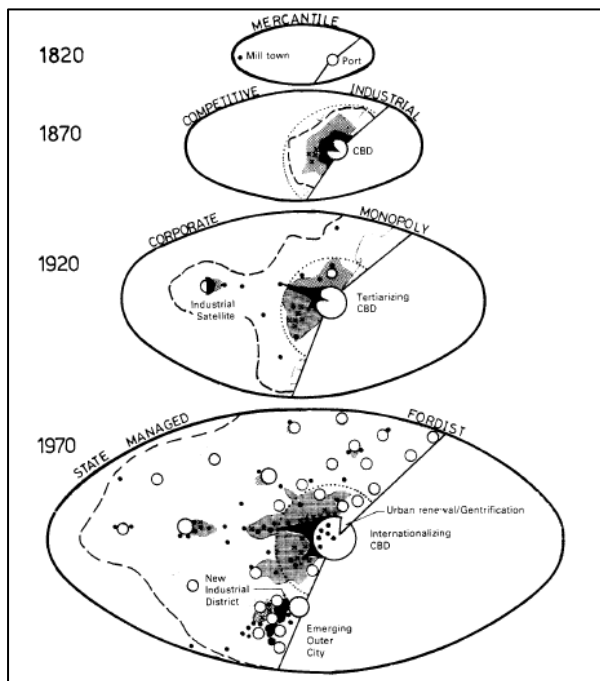 MERCANTILE
1820
Mill town
Port
COMPETITIVE INDUSTRIAL
1870
CBD
CORPORATE MONOPOLY
1920
Industrial
Satellite
Tertiarizing
CBD
STATE MANAGED FORDIST
1970
Urban renewal/Gentrification
Internationalizing
CBD
New
Industrial
District
Emerging
Outer
City